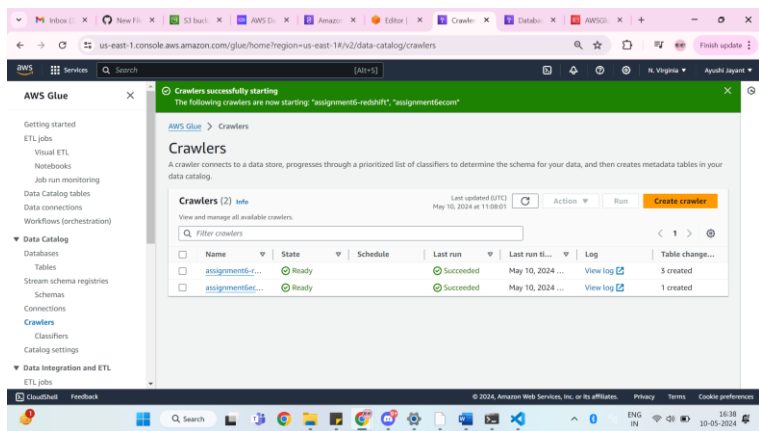 Inbox (
New Fil
S3 buck
AWS Do
Amazor
Editor |
Crawler
Databas
AWSGlu
us-east-1.console.aws.amazon.com/glue/home?region=us-east-1#/v2/data-catalog/crawlers
Finish update
aws
Services
Search
[Alt+S]
N. Virginia
Ayushi Jayant
AWS Glue
Getting started
ETL jobs
Visual ETL
Notebooks
Job run monitoring
Data Catalog tables
Data connections
Workflows (orchestration)
Data Catalog
Databases
Tables
Stream schema registries
Schemas
Connections
Crawlers
Classifiers
Catalog settings
Data Integration and ETL
ETL jobs
Crawlers successfully starting
The following crawlers are now starting: "assignment6-redshift", "assignment6ecom"
AWS Glue > Crawlers
Crawlers
A crawler connects to a data store, progresses through a prioritized list of classifiers to determine the schema for your data, and then creates metadata tables in your
data catalog.
Crawlers (2) Info
Last updated (UTC)
May 10, 2024 at 11:08:01
Action
Run
Create crawler
View and manage all available crawlers.
Filter crawlers
1
Name State Schedule Last run Last run ti... Log Table change...
assignment6-r... Ready Succeeded May 10, 2024 ... View log 3 created
assignment6ec... Ready Succeeded May 10, 2024 ... View log 1 created
CloudShell Feedback
© 2024, Amazon Web Services, Inc. or its affiliates. Privacy Terms Cookie preferences
Search
ENG
IN
16:38
10-05-2024